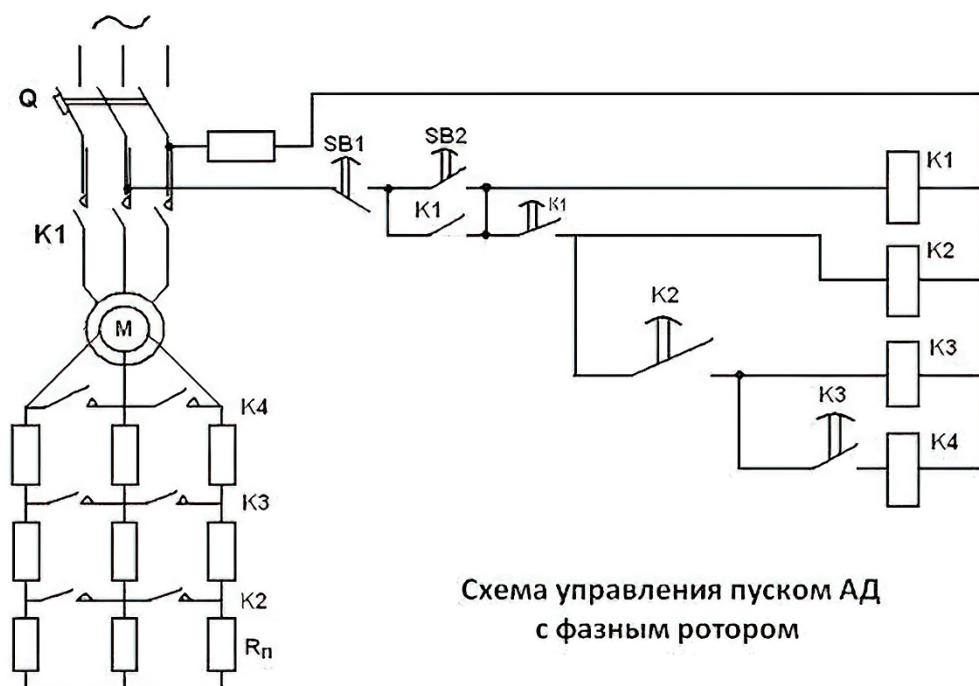 Q
SB1
SB2
K1
K1
K1
K1
K2
K2
M
K3
K3
K4
K4
K3
K2
Rп
Схема управления пуском АД
с фазным ротором